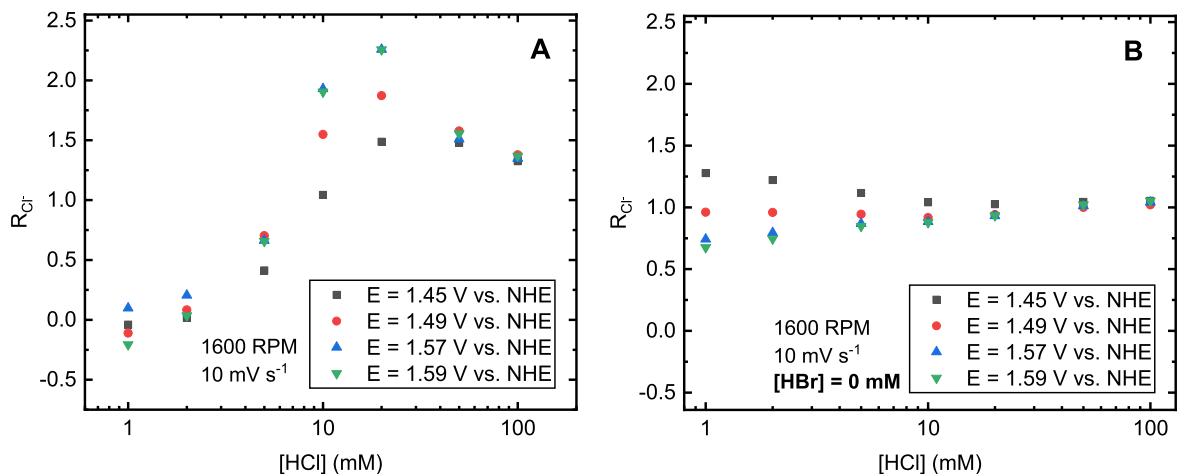 A
2.5
2.0
1.5
1.0
0.5
0.0
-0.5
R_Cl⁻
E = 1.45 V vs. NHE
E = 1.49 V vs. NHE
E = 1.57 V vs. NHE
E = 1.59 V vs. NHE
1600 RPM
10 mV s⁻¹
1 10 100
[HCl] (mM)
B
2.5
2.0
1.5
1.0
0.5
0.0
-0.5
R_Cl⁻
E = 1.45 V vs. NHE
E = 1.49 V vs. NHE
E = 1.57 V vs. NHE
E = 1.59 V vs. NHE
1600 RPM
10 mV s⁻¹
[HBr] = 0 mM
1 10 100
[HCl] (mM)